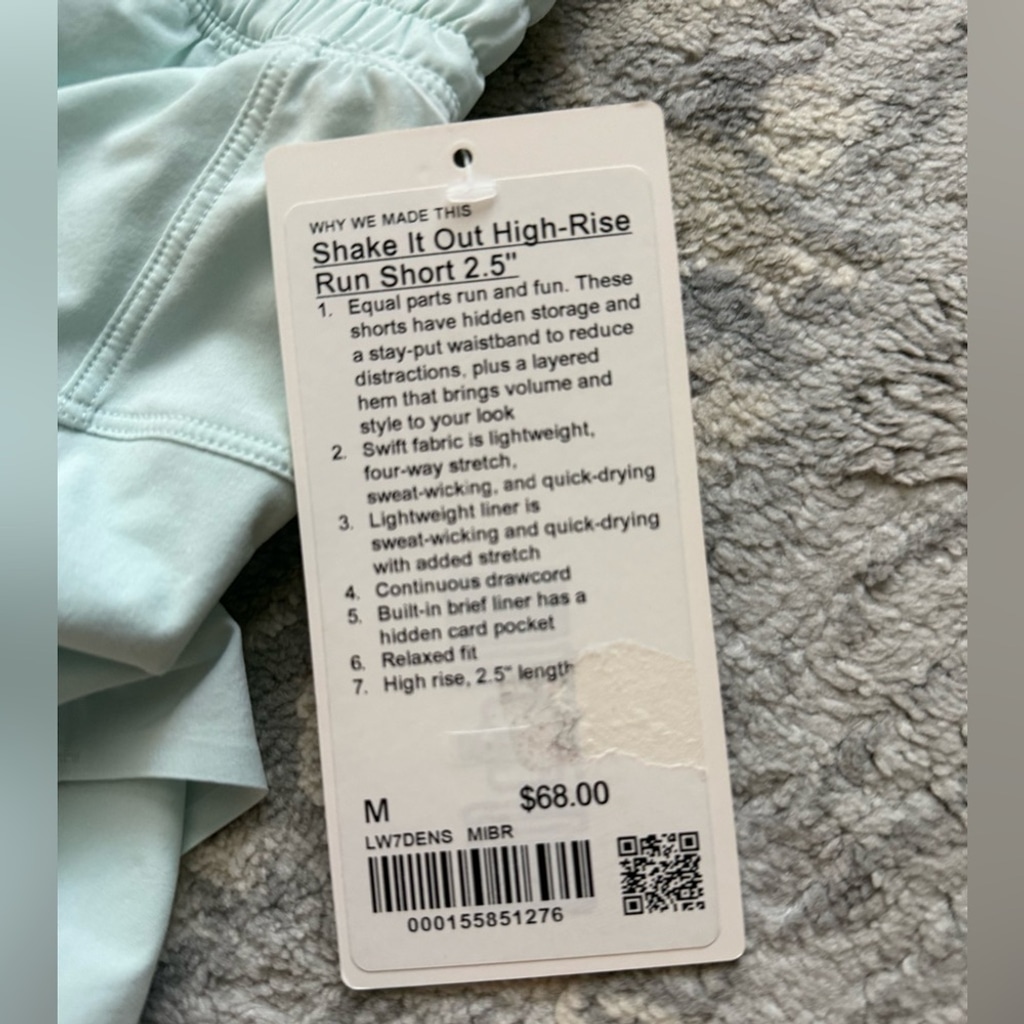 WHY WE MADE THIS
Shake It Out High-Rise
Run Short 2.5"
1. Equal parts run and fun. These
shorts have hidden storage and
a stay-put waistband to reduce
distractions, plus a layered
hem that brings volume and
style to your look
2. Swift fabric is lightweight,
four-way stretch,
sweat-wicking, and quick-drying
3. Lightweight liner is
sweat-wicking and quick-drying
with added stretch
4. Continuous drawcord
5. Built-in brief liner has a
hidden card pocket
6. Relaxed fit
7. High rise, 2.5" length
M $68.00
LW7DENS MIBR
000155851276